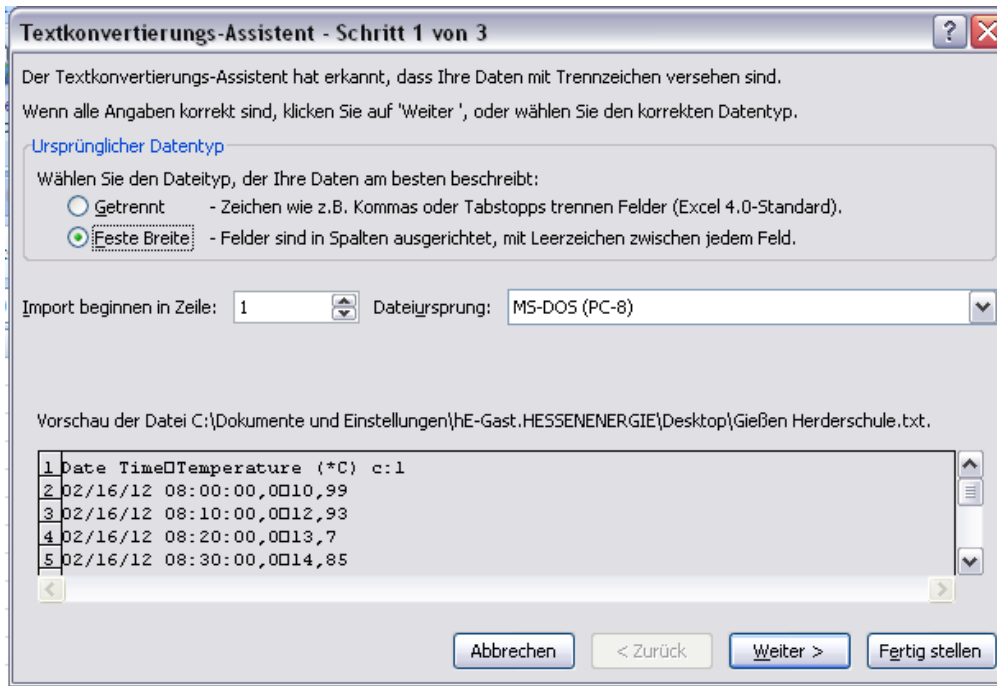 Textkonvertierungs-Assistent - Schritt 1 von 3
Der Textkonvertierungs-Assistent hat erkannt, dass Ihre Daten mit Trennzeichen versehen sind.
Wenn alle Angaben korrekt sind, klicken Sie auf 'Weiter ', oder wählen Sie den korrekten Datentyp.
Ursprünglicher Datentyp
Wählen Sie den Dateityp, der Ihre Daten am besten beschreibt:
Getrennt - Zeichen wie z.B. Kommas oder Tabstopps trennen Felder (Excel 4.0-Standard).
Feste Breite - Felder sind in Spalten ausgerichtet, mit Leerzeichen zwischen jedem Feld.
Import beginnen in Zeile: 1 Dateiursprung: MS-DOS (PC-8)
Vorschau der Datei C:\Dokumente und Einstellungen\hE-Gast.HESSENENERGIE\Desktop\Gießen Herderschule.txt.
1 Date Time□Temperature (*C) c:1
2 02/16/12 08:00:00,0□10,99
3 02/16/12 08:10:00,0□12,93
4 02/16/12 08:20:00,0□13,7
5 02/16/12 08:30:00,0□14,85
Abbrechen < Zurück Weiter > Fertig stellen